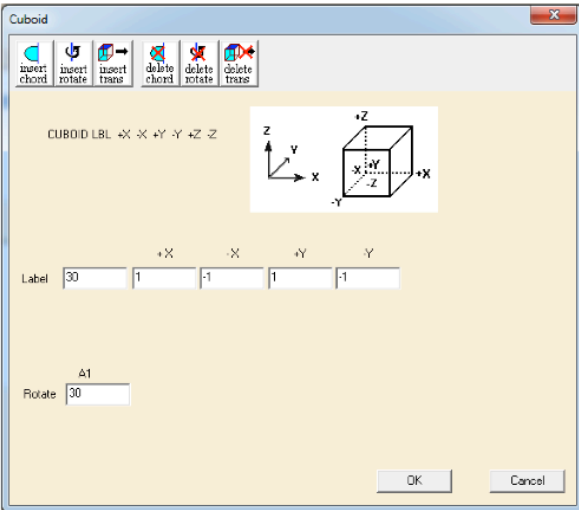 Cuboid
insert chord
insert rotate
insert trans
delete chord
delete rotate
delete trans
CUBOID LBL +X -X +Y -Y +Z -Z
Z
Y
X
+Z
-X +Y +X
-Z
-Y
+X -X +Y -Y
Label 30 1 -1 1 -1
A1
Rotate 30
OK Cancel